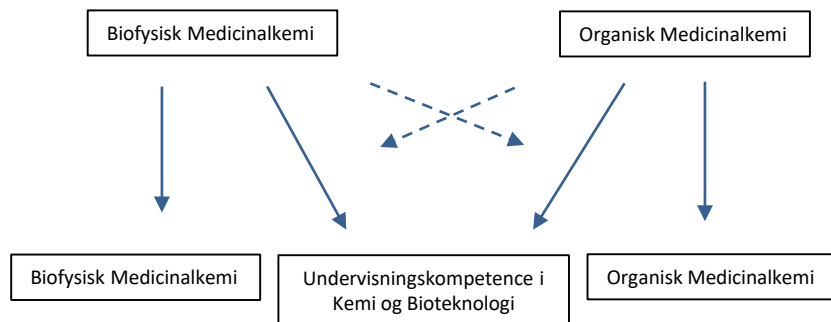 Biofysisk Medicinalkemi
Organisk Medicinalkemi
Biofysisk Medicinalkemi
Undervisningskompetence i
Kemi og Bioteknologi
Organisk Medicinalkemi